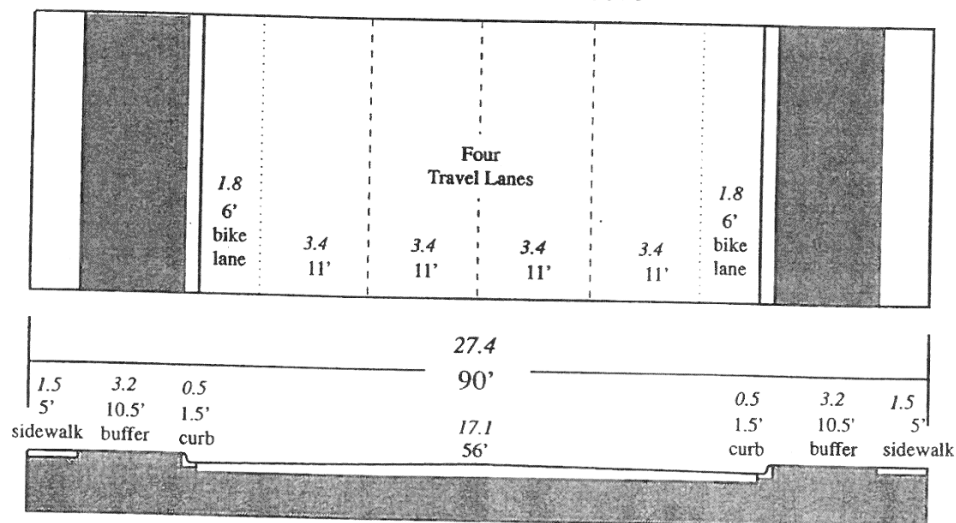 Four
Travel Lanes
1.8
6'
bike
lane
3.4
11'
3.4
11'
3.4
11'
3.4
11'
1.8
6'
bike
lane
27.4
90'
1.5
5'
sidewalk
3.2
10.5'
buffer
0.5
1.5'
curb
17.1
56'
0.5
1.5'
curb
3.2
10.5'
buffer
1.5
5'
sidewalk